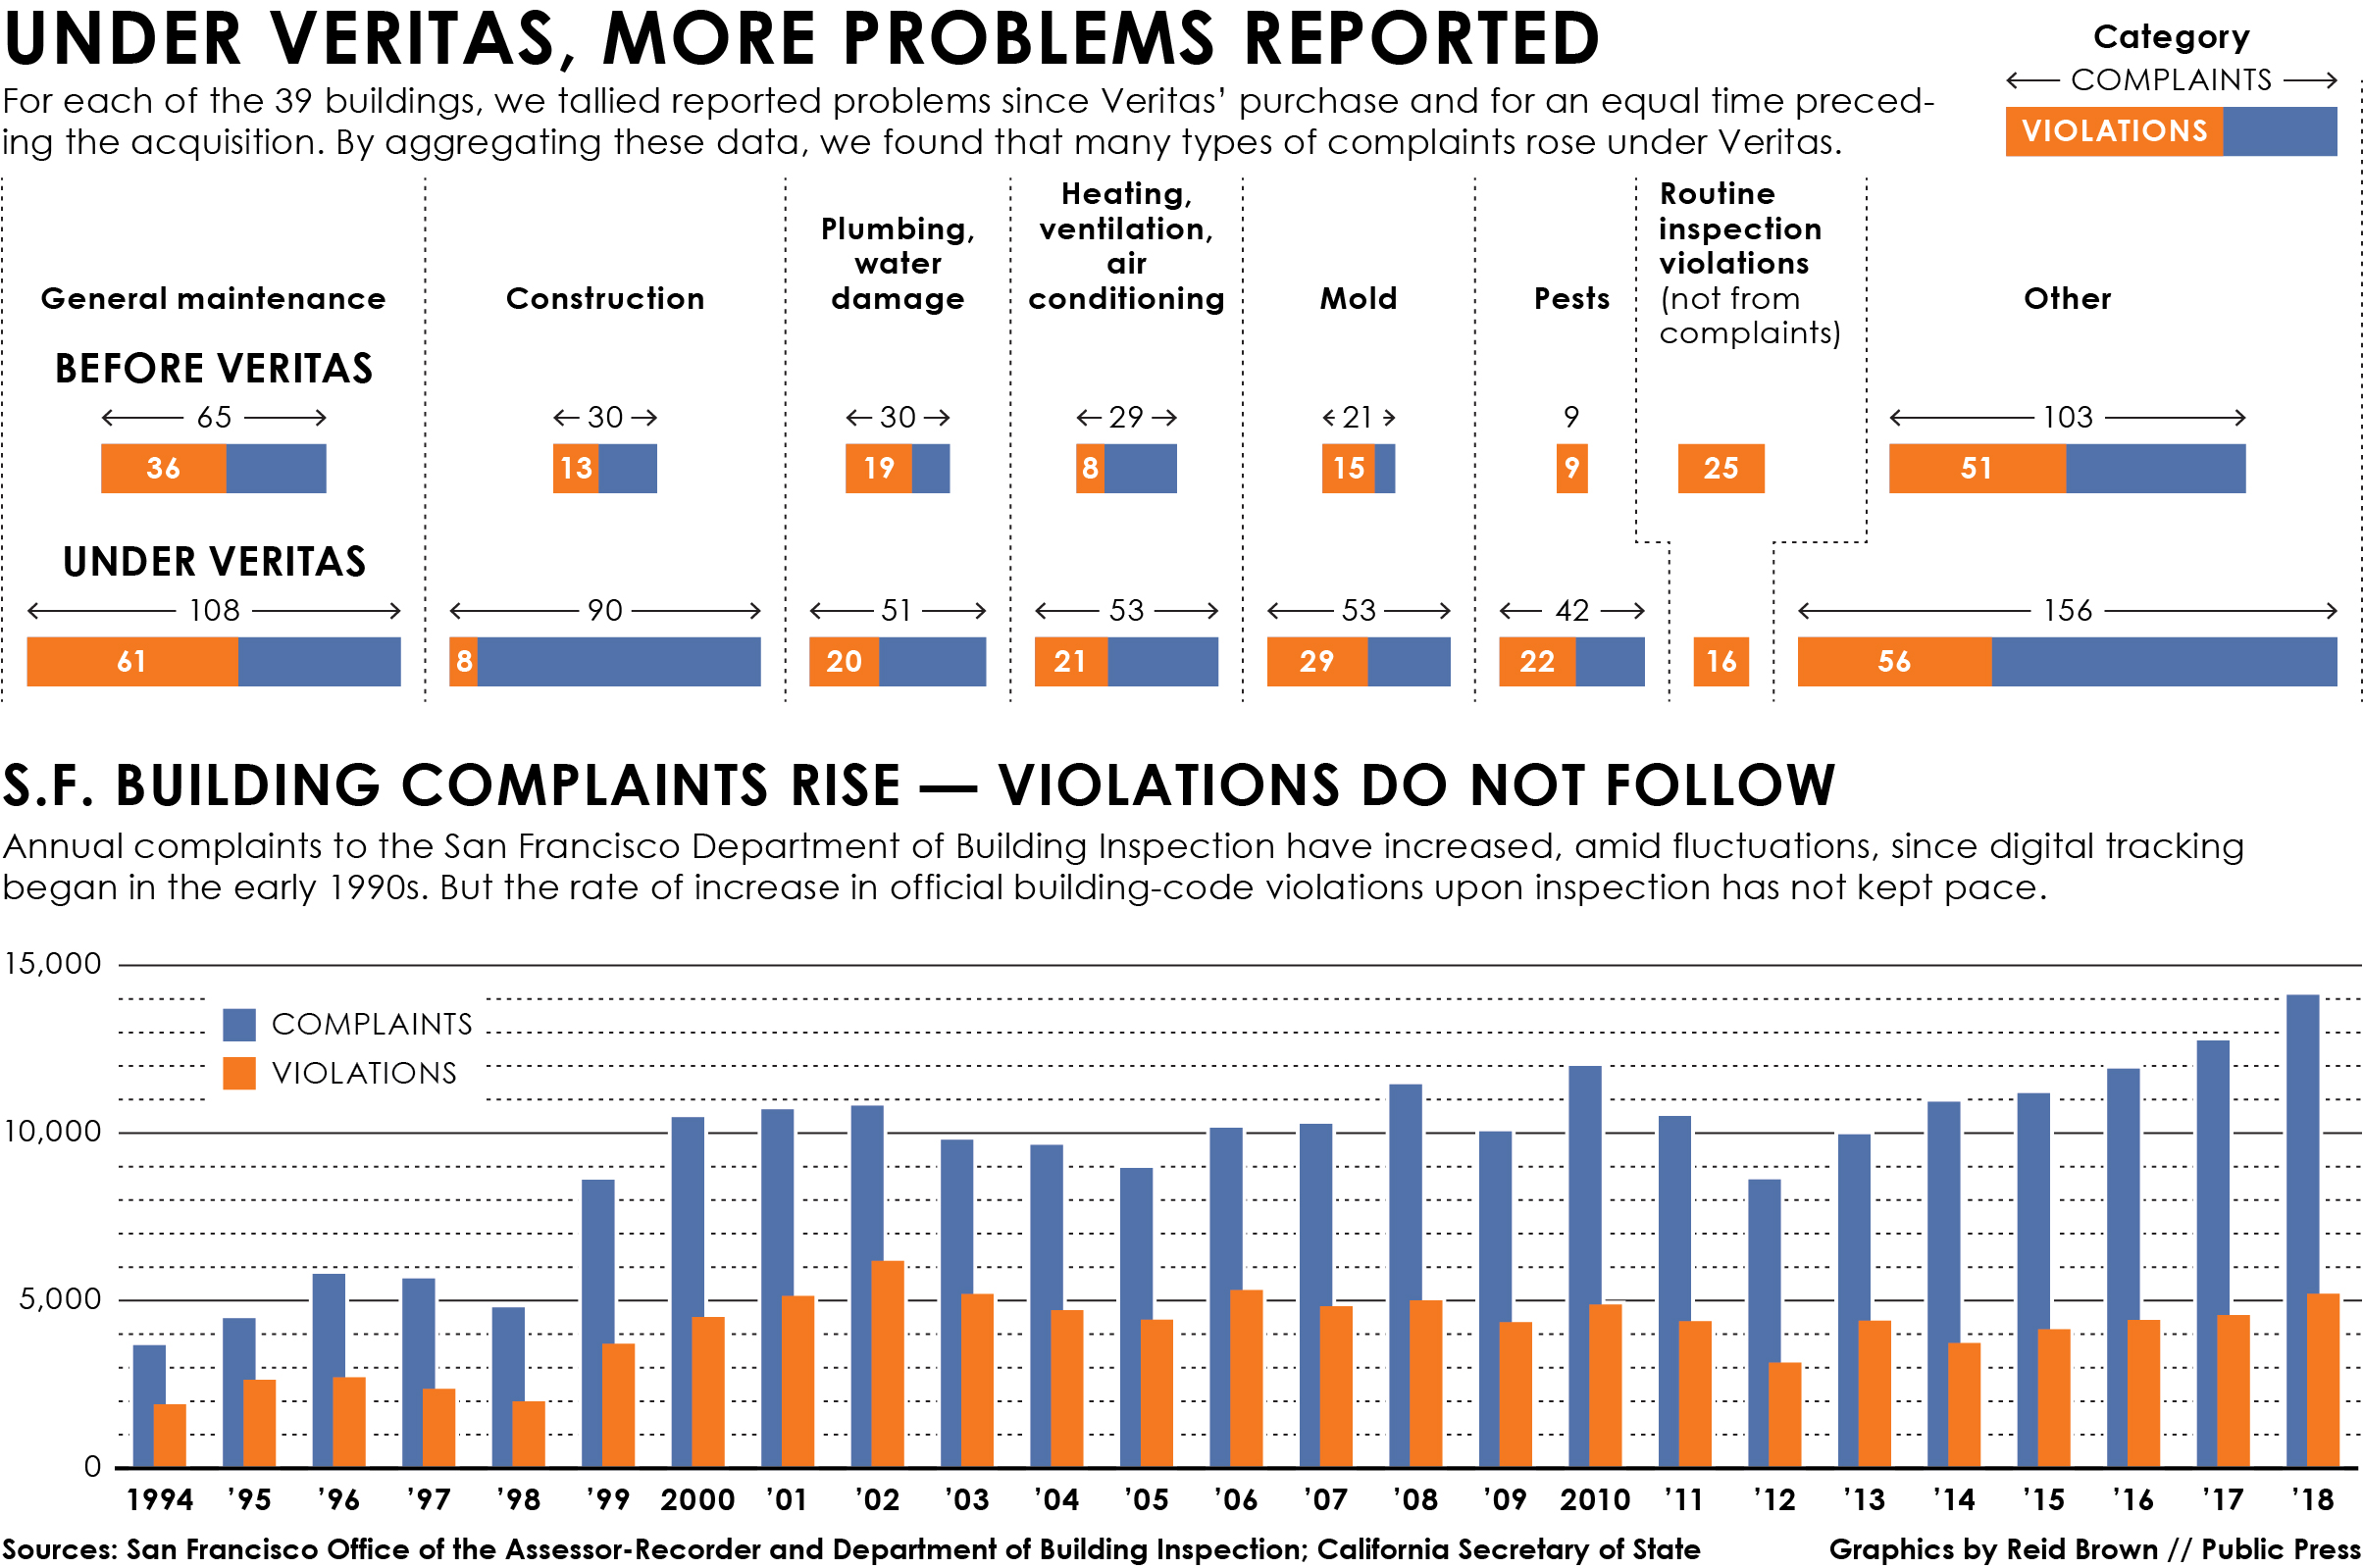 UNDER VERITAS, MORE PROBLEMS REPORTED
For each of the 39 buildings, we tallied reported problems since Veritas’ purchase and for an equal time preced-
ing the acquisition. By aggregating these data, we found that many types of complaints rose under Veritas.
Category
COMPLAINTS
VIOLATIONS
General maintenance
Construction
Plumbing,
water
damage
Heating,
ventilation,
air
conditioning
Mold
Pests
Routine
inspection
violations
(not from
complaints)
Other
BEFORE VERITAS
65 30 30 29 21 9 103
36 13 19 8 15 9 25 51
UNDER VERITAS
108 90 51 53 53 42 156
61 8 20 21 29 22 16 56
S.F. BUILDING COMPLAINTS RISE — VIOLATIONS DO NOT FOLLOW
Annual complaints to the San Francisco Department of Building Inspection have increased, amid fluctuations, since digital tracking
began in the early 1990s. But the rate of increase in official building-code violations upon inspection has not kept pace.
15,000
COMPLAINTS
VIOLATIONS
10,000
5,000
0
1994 ’95 ’96 ’97 ’98 ’99 2000 ’01 ’02 ’03 ’04 ’05 ’06 ’07 ’08 ’09 2010 ’11 ’12 ’13 ’14 ’15 ’16 ’17 ’18
Sources: San Francisco Office of the Assessor-Recorder and Department of Building Inspection; California Secretary of State
Graphics by Reid Brown // Public Press